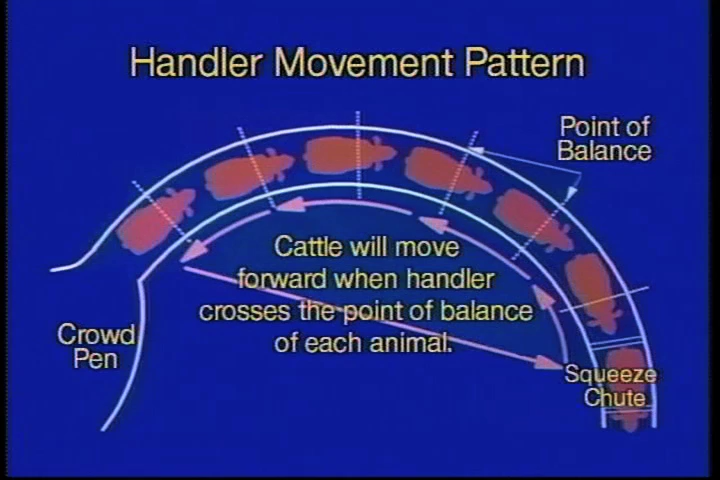 Handler Movement Pattern
Point of
Balance
Cattle will move
forward when handler
crosses the point of balance
of each animal.
Crowd
Pen
Squeeze
Chute